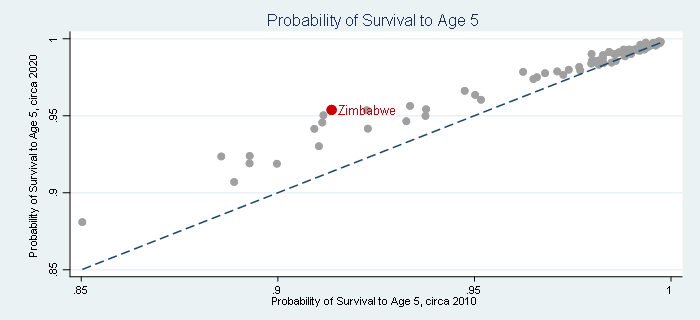 Probability of Survival to Age 5
Probability of Survival to Age 5, circa 2020
1
.95
.9
.85
Zimbabwe
.85
.9
.95
1
Probability of Survival to Age 5, circa 2010